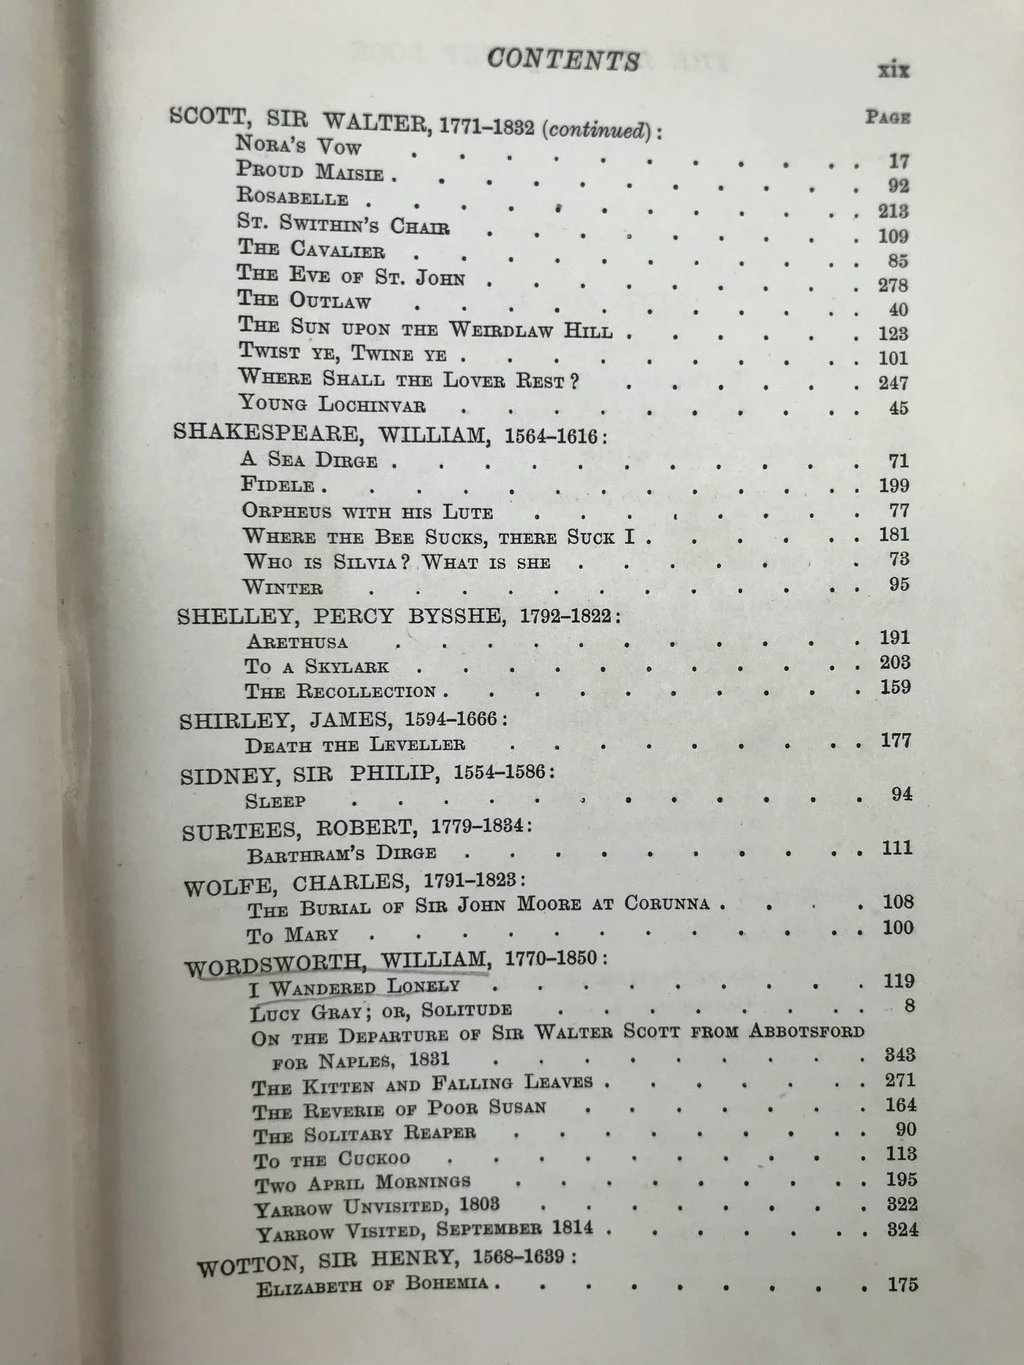 CONTENTS xix
PAGE
SCOTT, SIR WALTER, 1771–1832 (continued):
NORA'S VOW . . . . . . . . . . 17
PROUD MAISIE . . . . . . . . . . . 92
ROSABELLE . . . . . . . . . . . 213
ST. SWITHIN'S CHAIR . . . . . . . . . 109
THE CAVALIER . . . . . . . . . . 85
THE EVE OF ST. JOHN . . . . . . . . . 278
THE OUTLAW . . . . . . . . . . 40
THE SUN UPON THE WEIRDLAW HILL . . . . . . 123
TWIST YE, TWINE YE . . . . . . . . . 101
WHERE SHALL THE LOVER REST? . . . . . . 247
YOUNG LOCHINVAR . . . . . . . . . 45
SHAKESPEARE, WILLIAM, 1564–1616:
A SEA DIRGE . . . . . . . . . . . 71
FIDELE . . . . . . . . . . . . 199
ORPHEUS WITH HIS LUTE . . . . . . . . 77
WHERE THE BEE SUCKS, THERE SUCK I . . . . . . 181
WHO IS SILVIA? WHAT IS SHE . . . . . . . 73
WINTER . . . . . . . . . . . 95
SHELLEY, PERCY BYSSHE, 1792–1822:
ARETHUSA . . . . . . . . . . . 191
TO A SKYLARK . . . . . . . . . . . 203
THE RECOLLECTION . . . . . . . . . . 159
SHIRLEY, JAMES, 1594–1666:
DEATH THE LEVELLER . . . . . . . . . 177
SIDNEY, SIR PHILIP, 1554–1586:
SLEEP . . . . . . . . . . . . 94
SURTEES, ROBERT, 1779–1834:
BARTHRAM'S DIRGE . . . . . . . . . . 111
WOLFE, CHARLES, 1791–1823:
THE BURIAL OF SIR JOHN MOORE AT CORUNNA . . . . 108
TO MARY . . . . . . . . . . . . 100
WORDSWORTH, WILLIAM, 1770–1850:
I WANDERED LONELY . . . . . . . . . 119
LUCY GRAY; OR, SOLITUDE . . . . . . . 8
ON THE DEPARTURE OF SIR WALTER SCOTT FROM ABBOTSFORD
FOR NAPLES, 1831 . . . . . . . . . 343
THE KITTEN AND FALLING LEAVES . . . . . . . 271
THE REVERIE OF POOR SUSAN . . . . . . . 164
THE SOLITARY REAPER . . . . . . . . . 90
TO THE CUCKOO . . . . . . . . . . 113
TWO APRIL MORNINGS . . . . . . . . . 195
YARROW UNVISITED, 1803 . . . . . . . . 322
YARROW VISITED, SEPTEMBER 1814 . . . . . . . 324
WOTTON, SIR HENRY, 1568–1639:
ELIZABETH OF BOHEMIA . . . . . . . . . 175